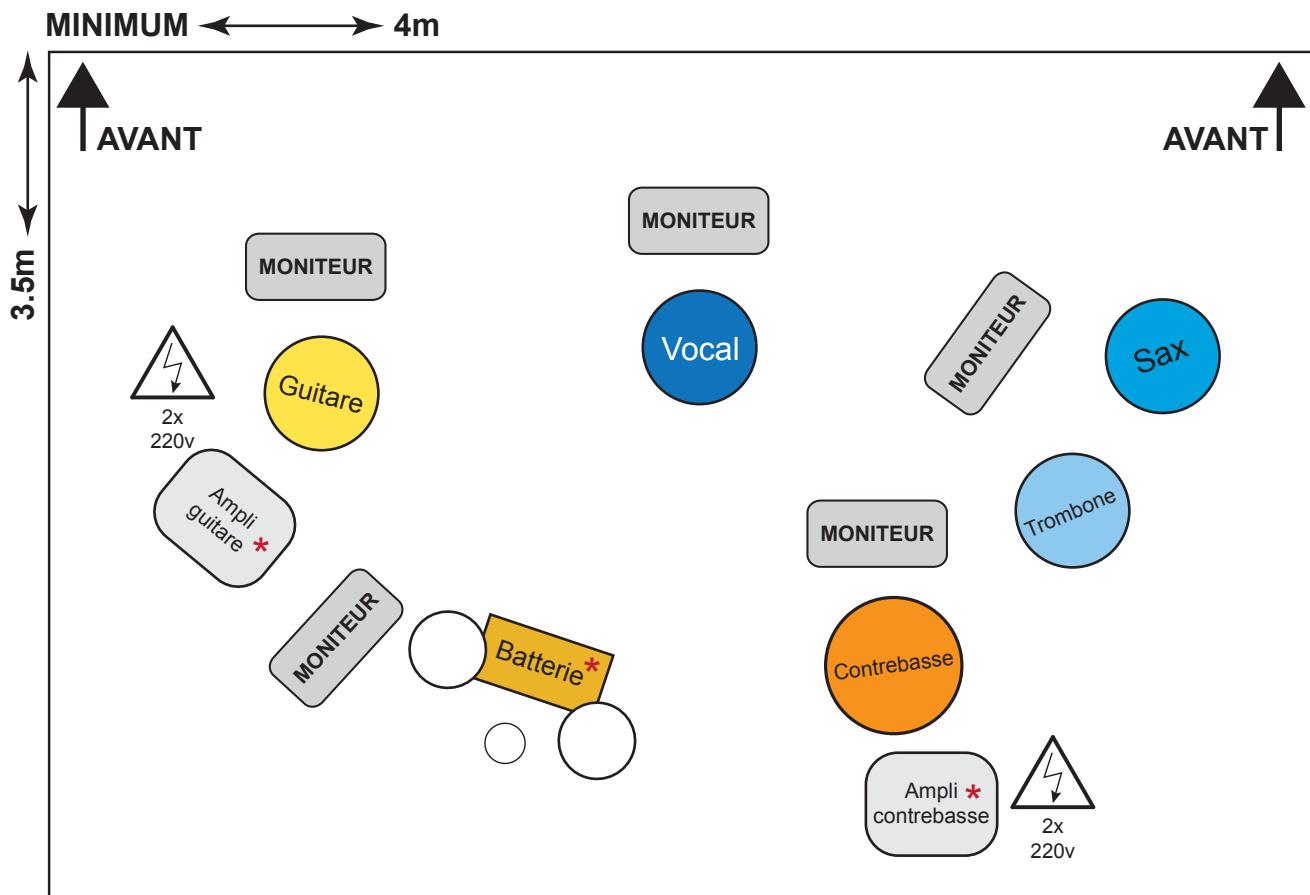 MINIMUM 4m
3.5m
AVANT
AVANT
MONITEUR
MONITEUR
MONITEUR
Guitare
Vocal
Sax
2x
220v
Ampli
guitare *
Trombone
MONITEUR
MONITEUR
Batterie *
Contrebasse
Ampli *
contrebasse
2x
220v